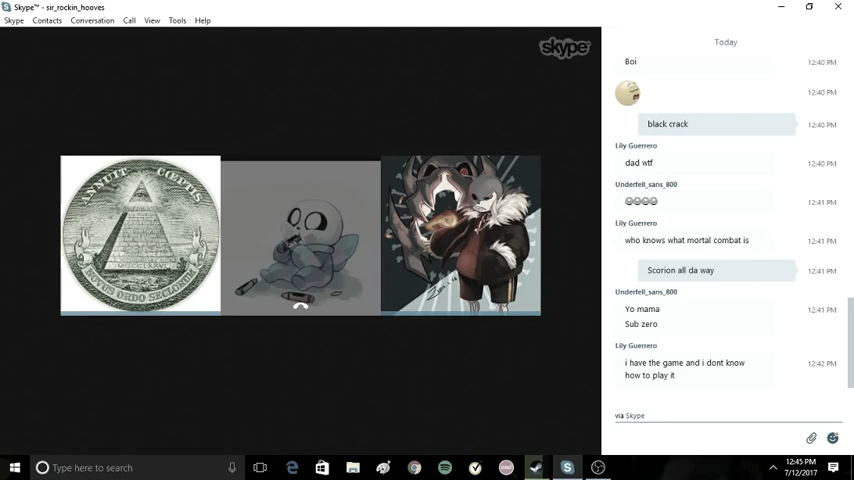 Skype™ - sir_rockin_hooves
Skype Contacts Conversation Call View Tools Help
skype
ANNUIT COEPTIS
MDCCLXXVI
NOVUS ORDO SECLORUM
Today
Boi 12:40 PM
12:40 PM
black crack 12:40 PM
Lily Guerrero
dad wtf 12:40 PM
Underfell_sans_800
12:41 PM
Lily Guerrero
who knows what mortal combat is 12:41 PM
Scorion all da way 12:41 PM
Underfell_sans_800
Yo mama 12:41 PM
Sub zero
Lily Guerrero
i have the game and i dont know 12:42 PM
how to play it
via Skype
Type here to search
12:45 PM
7/12/2017